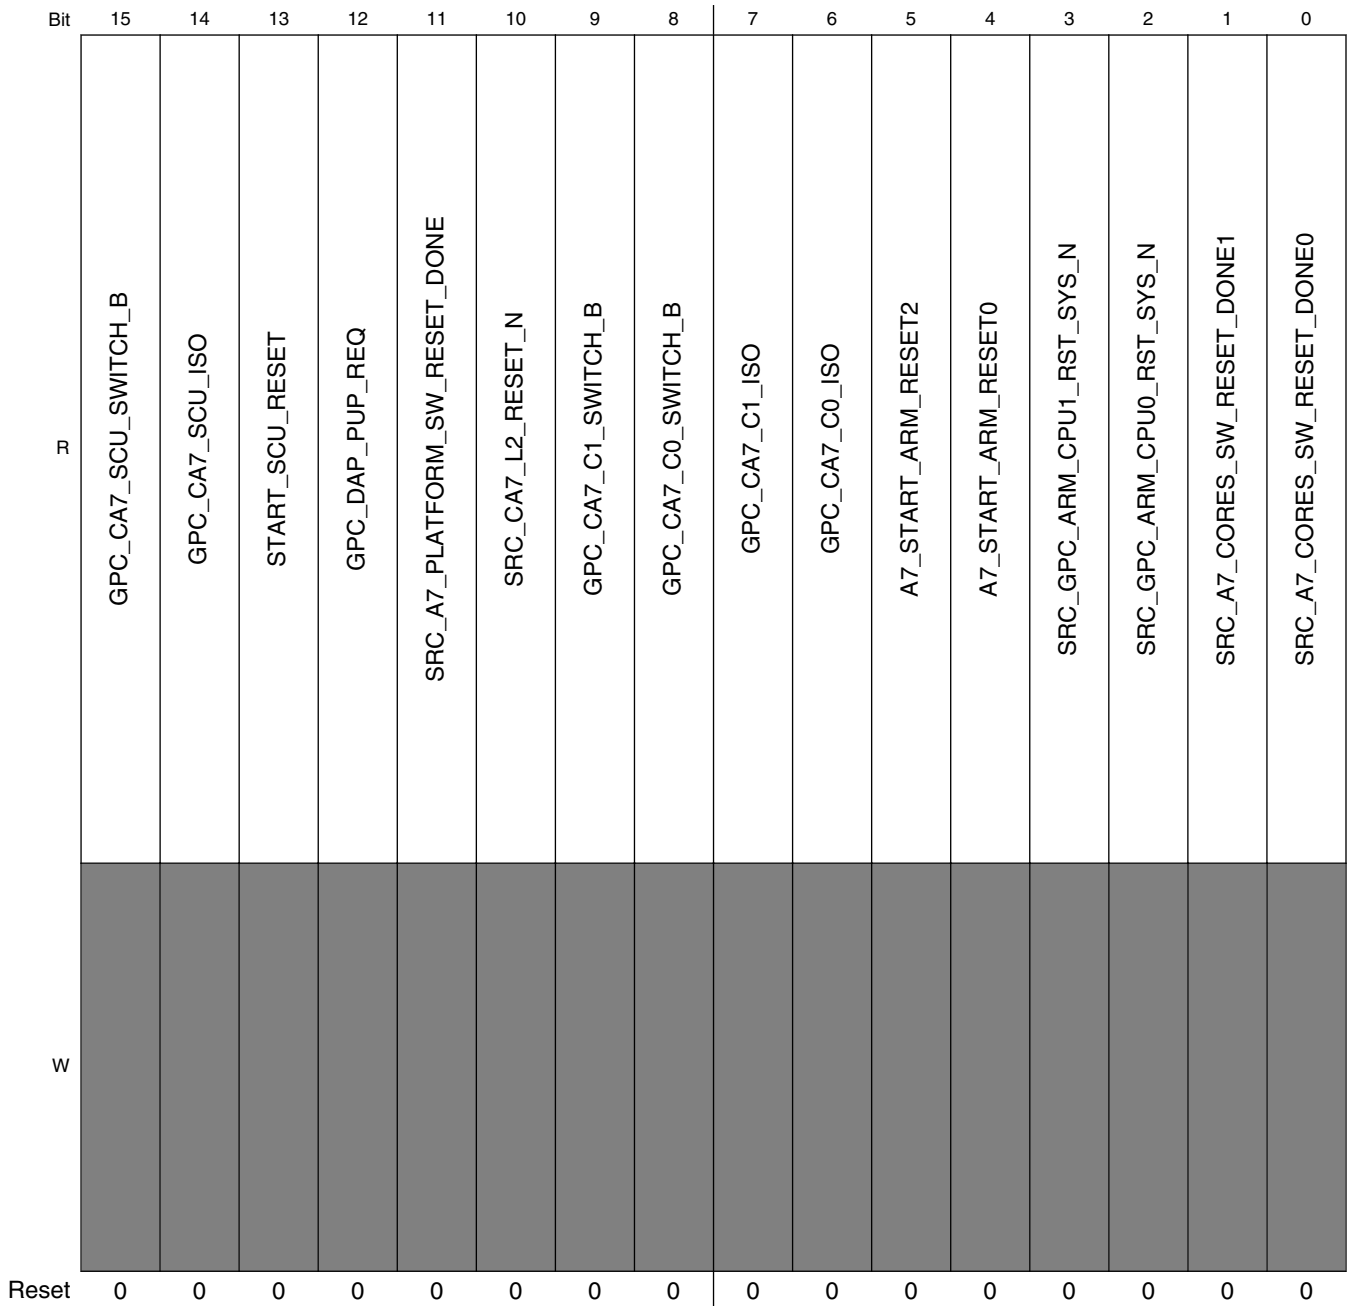 Bit 15 14 13 12 11 10 9 8 7 6 5 4 3 2 1 0
R
GPC_CA7_SCU_SWITCH_B
GPC_CA7_SCU_ISO
START_SCU_RESET
GPC_DAP_PUP_REQ
SRC_A7_PLATFORM_SW_RESET_DONE
SRC_CA7_L2_RESET_N
GPC_CA7_C1_SWITCH_B
GPC_CA7_C0_SWITCH_B
GPC_CA7_C1_ISO
GPC_CA7_C0_ISO
A7_START_ARM_RESET2
A7_START_ARM_RESET0
SRC_GPC_ARM_CPU1_RST_SYS_N
SRC_GPC_ARM_CPU0_RST_SYS_N
SRC_A7_CORES_SW_RESET_DONE1
SRC_A7_CORES_SW_RESET_DONE0
W
Reset 0 0 0 0 0 0 0 0 0 0 0 0 0 0 0 0